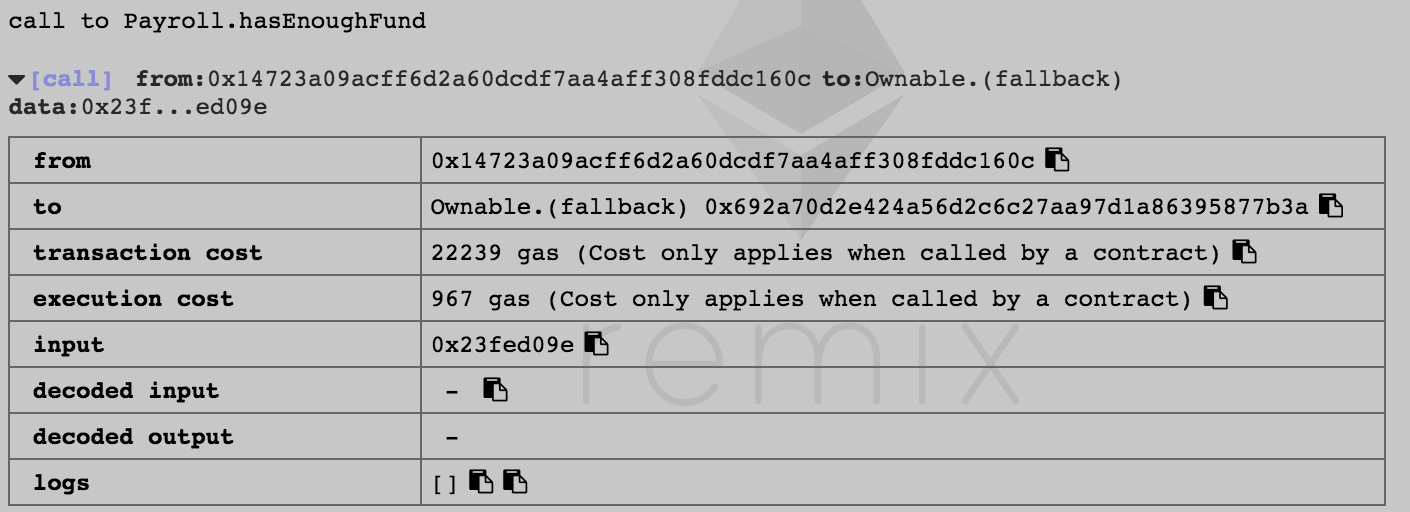 call to Payroll.hasEnoughFund
[call] from:0x14723a09acff6d2a60dcdf7aa4aff308fddc160c to:Ownable.(fallback)
data:0x23f...ed09e
from 0x14723a09acff6d2a60dcdf7aa4aff308fddc160c
to Ownable.(fallback) 0x692a70d2e424a56d2c6c27aa97d1a86395877b3a
transaction cost 22239 gas (Cost only applies when called by a contract)
execution cost 967 gas (Cost only applies when called by a contract)
input 0x23fed09e
decoded input -
decoded output -
logs []
remix